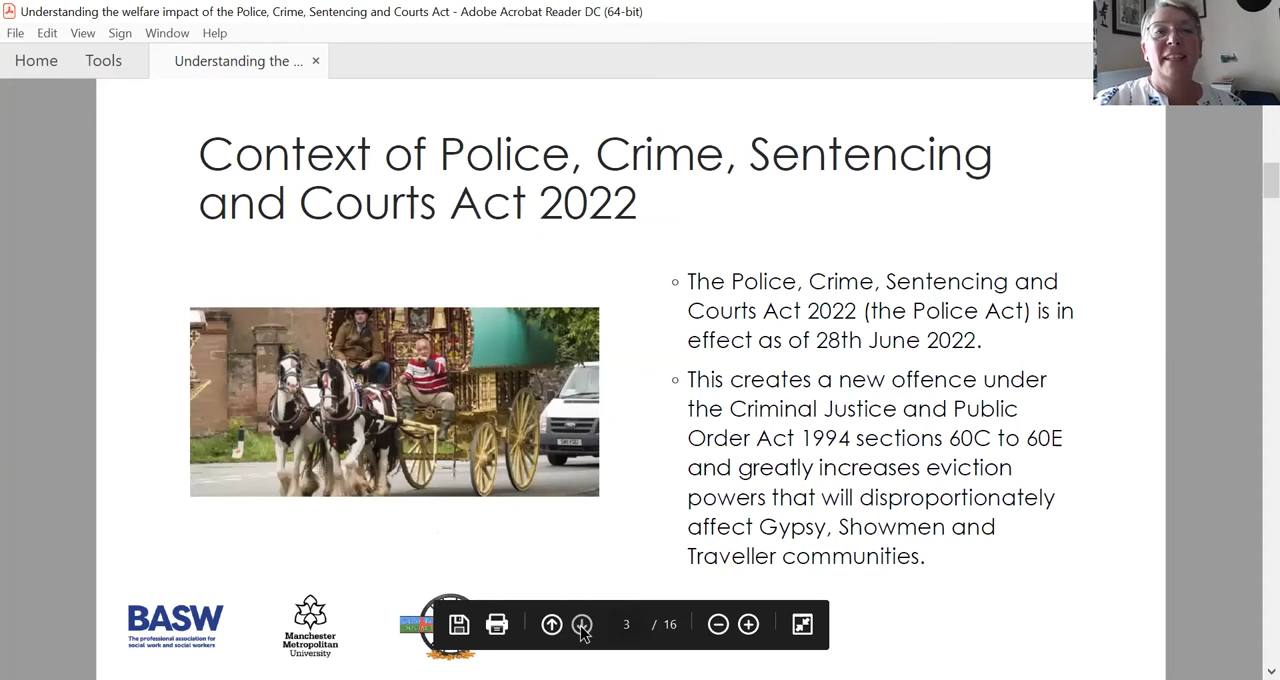 Understanding the welfare impact of the Police, Crime, Sentencing and Courts Act - Adobe Acrobat Reader DC (64-bit)
File Edit View Sign Window Help
Home Tools Understanding the ... ×
Context of Police, Crime, Sentencing
and Courts Act 2022
The Police, Crime, Sentencing and
Courts Act 2022 (the Police Act) is in
effect as of 28th June 2022.
This creates a new offence under
the Criminal Justice and Public
Order Act 1994 sections 60C to 60E
and greatly increases eviction
powers that will disproportionately
affect Gypsy, Showmen and
Traveller communities.
BASW
The professional association for
social work and social workers
Manchester
Metropolitan
University
3 / 16